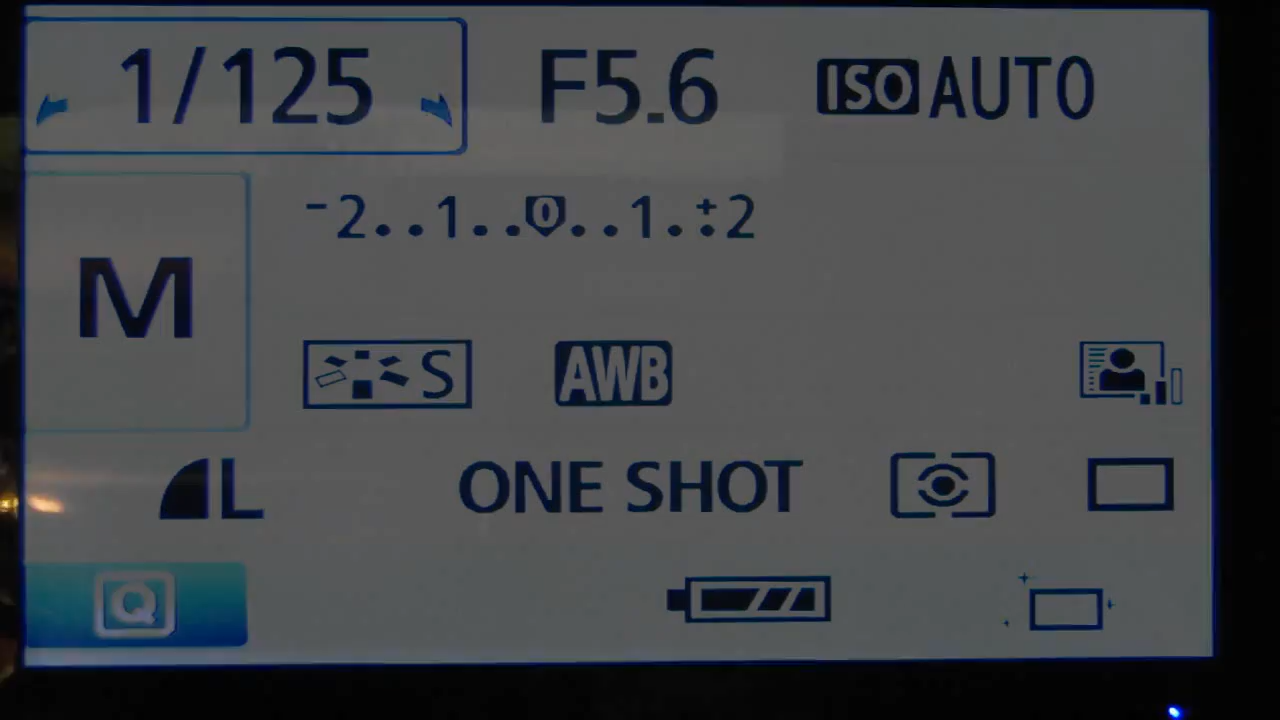 1/125 F5.6 ISO AUTO
-2..1..0..1.:+2
M
S AWB
L ONE SHOT
Q